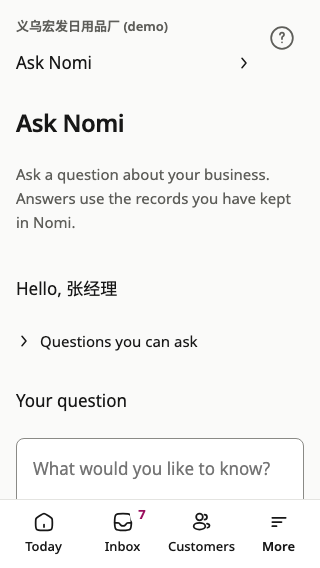 义乌宏发日用品厂 (demo)
Ask Nomi
Ask Nomi
Ask a question about your business.
Answers use the records you have kept
in Nomi.
Hello, 张经理
Questions you can ask
Your question
What would you like to know?
7
Today
Inbox
Customers
More